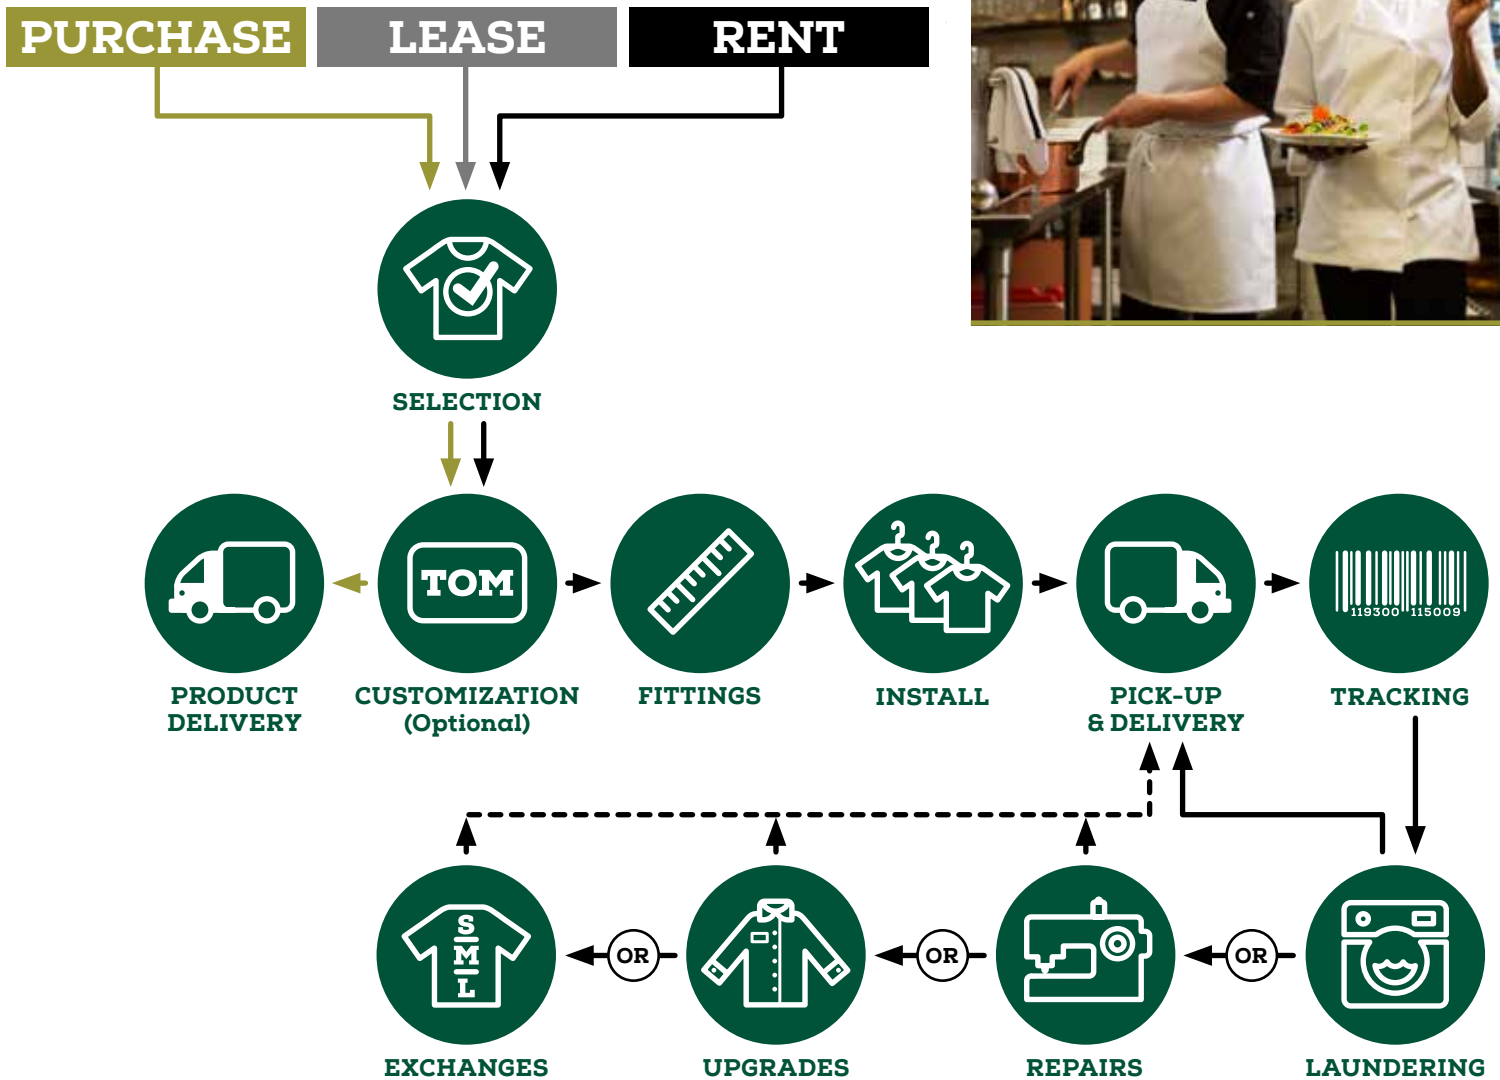 PURCHASE
LEASE
RENT
SELECTION
TOM
119300 115009
PRODUCT
DELIVERY
CUSTOMIZATION
(Optional)
FITTINGS
INSTALL
PICK-UP
& DELIVERY
TRACKING
S
M
L
OR
OR
OR
EXCHANGES
UPGRADES
REPAIRS
LAUNDERING